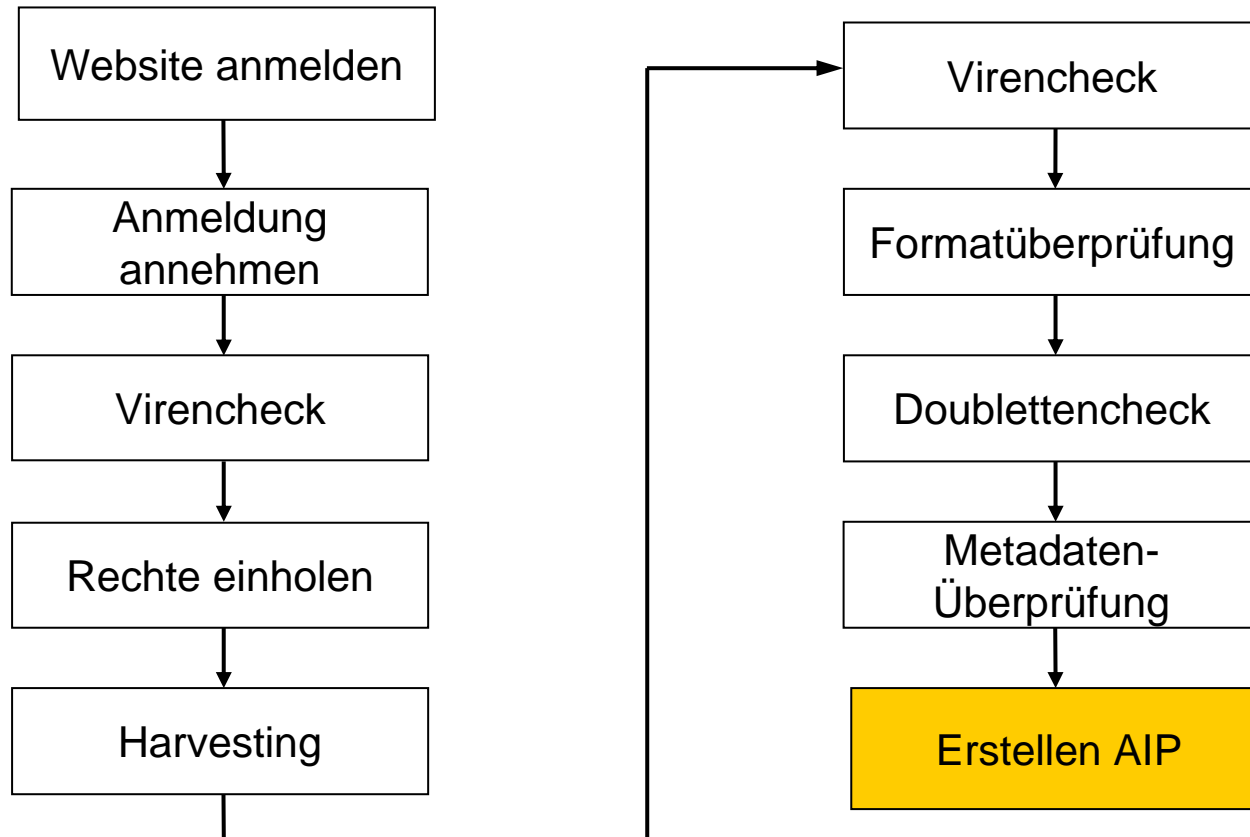 Website anmelden
Anmeldung
annehmen
Virencheck
Rechte einholen
Harvesting
Virencheck
Formatüberprüfung
Doublettencheck
Metadaten-
Überprüfung
Erstellen AIP